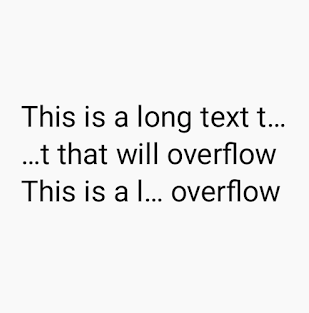 This is a long text t…
…t that will overflow
This is a l… overflow